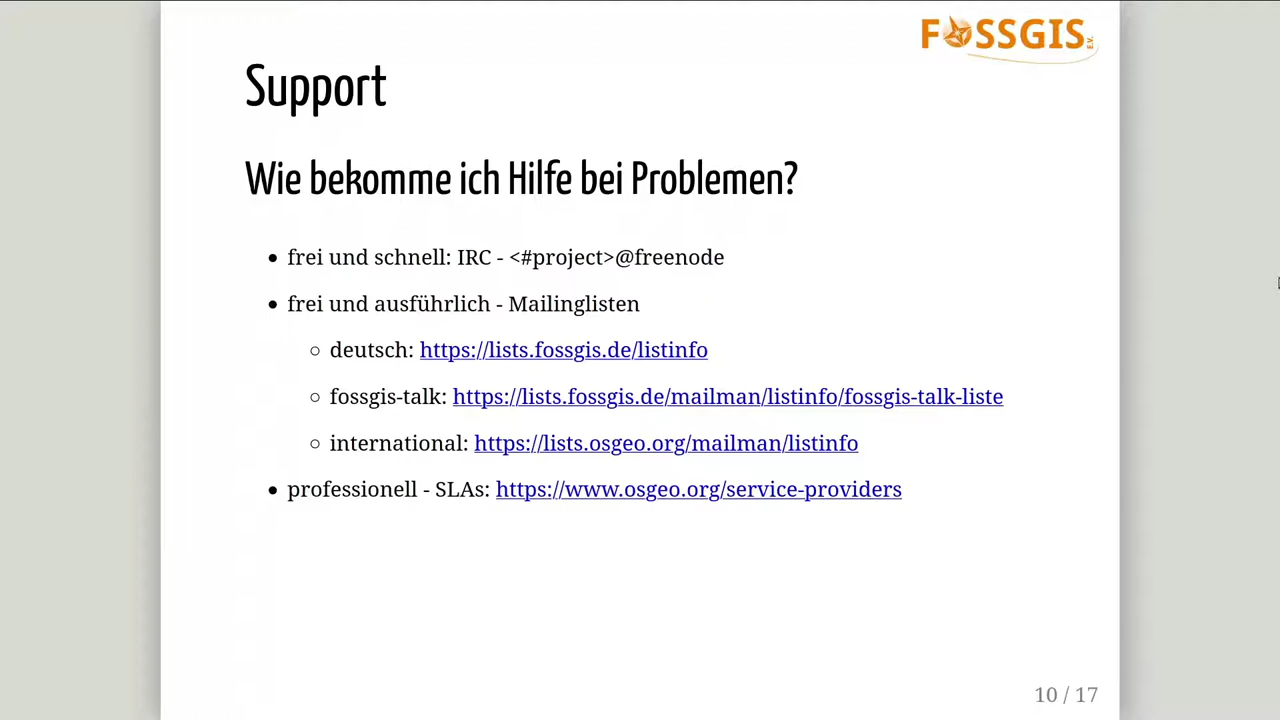 FOSSGIS E.V.
Support
Wie bekomme ich Hilfe bei Problemen?
frei und schnell: IRC - <#project>@freenode
frei und ausführlich - Mailinglisten
deutsch: https://lists.fossgis.de/listinfo
fossgis-talk: https://lists.fossgis.de/mailman/listinfo/fossgis-talk-liste
international: https://lists.osgeo.org/mailman/listinfo
professionell - SLAs: https://www.osgeo.org/service-providers
10 / 17